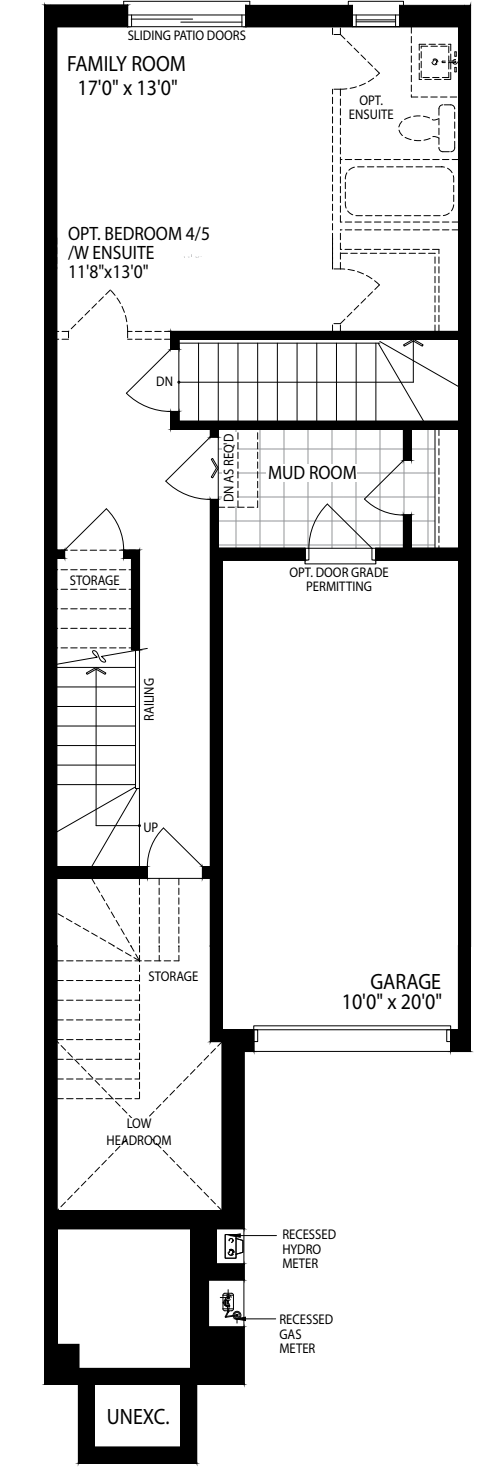 SLIDING PATIO DOORS
FAMILY ROOM
17'0" x 13'0"
OPT.
ENSUITE
OPT. BEDROOM 4/5
/W ENSUITE
11'8"x13'0"
DN
DN AS REQ'D
MUD ROOM
OPT. DOOR GRADE
PERMITTING
STORAGE
RAILING
UP
STORAGE
GARAGE
10'0" x 20'0"
LOW
HEADROOM
RECESSED
HYDRO
METER
RECESSED
GAS
METER
UNEXC.